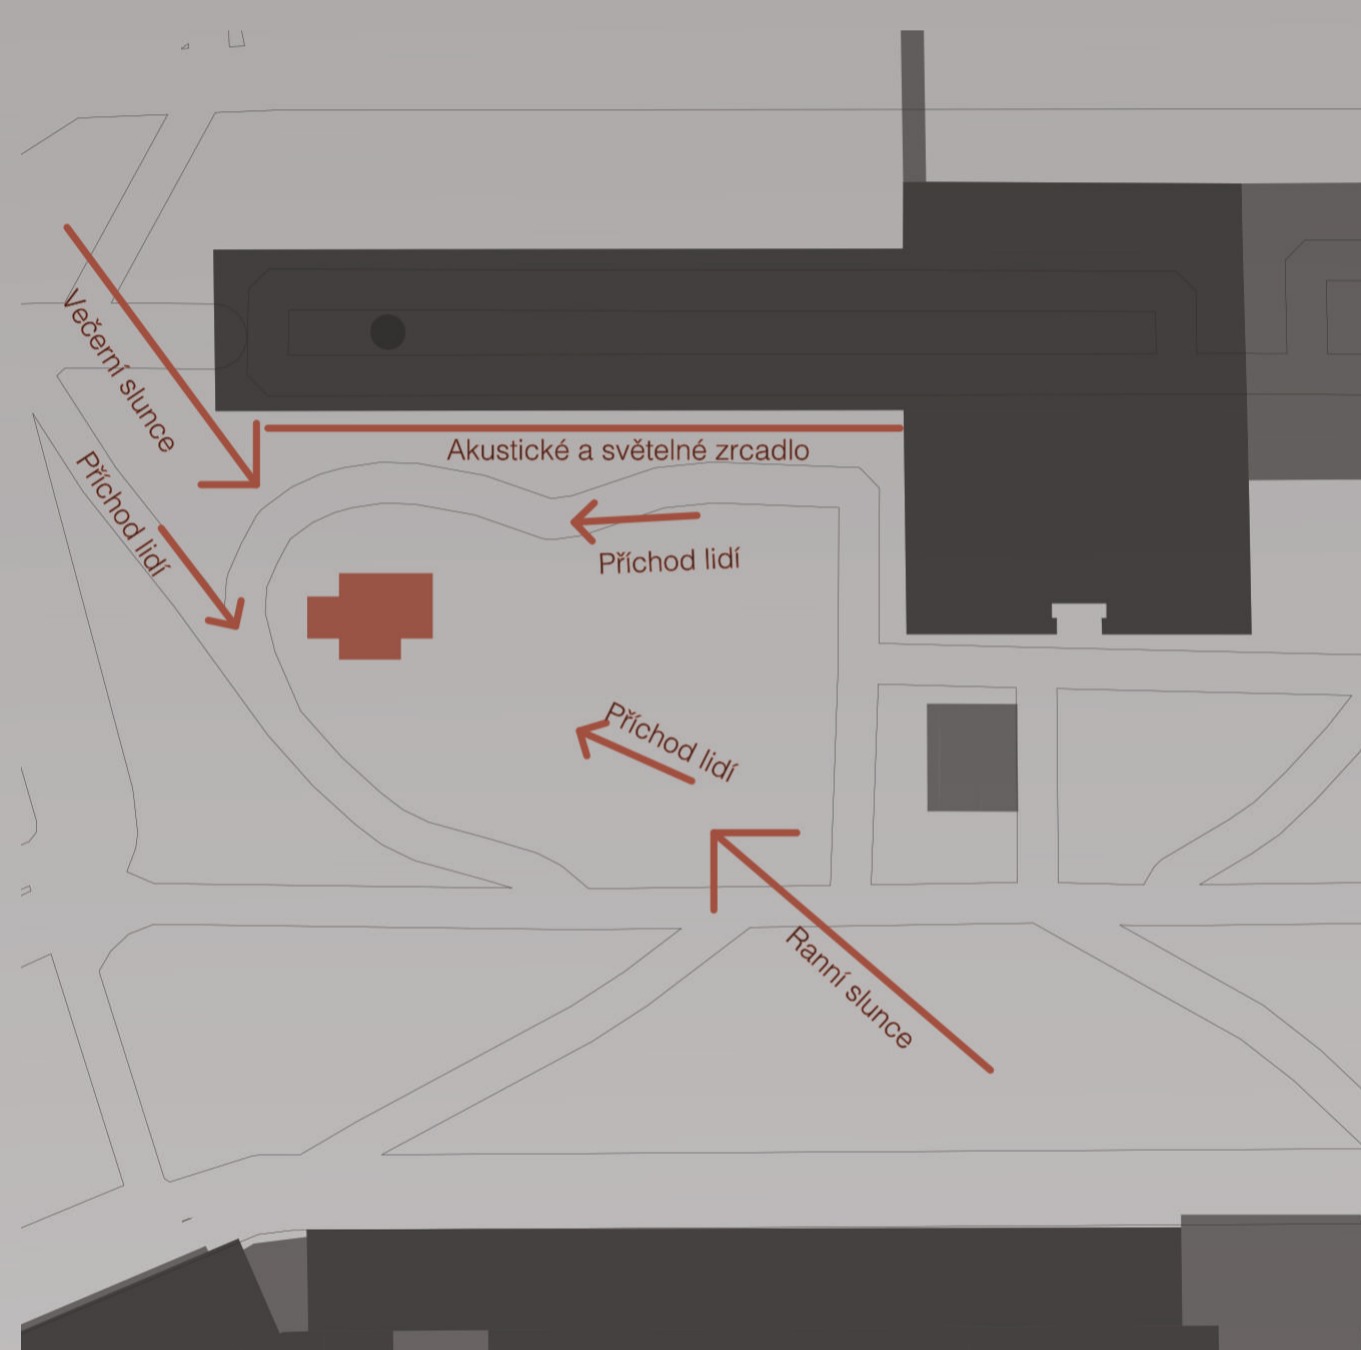 Večerní slunce
Akustické a světelné zrcadlo
Příchod lidí
Příchod lidí
Příchod lidí
Ranní slunce